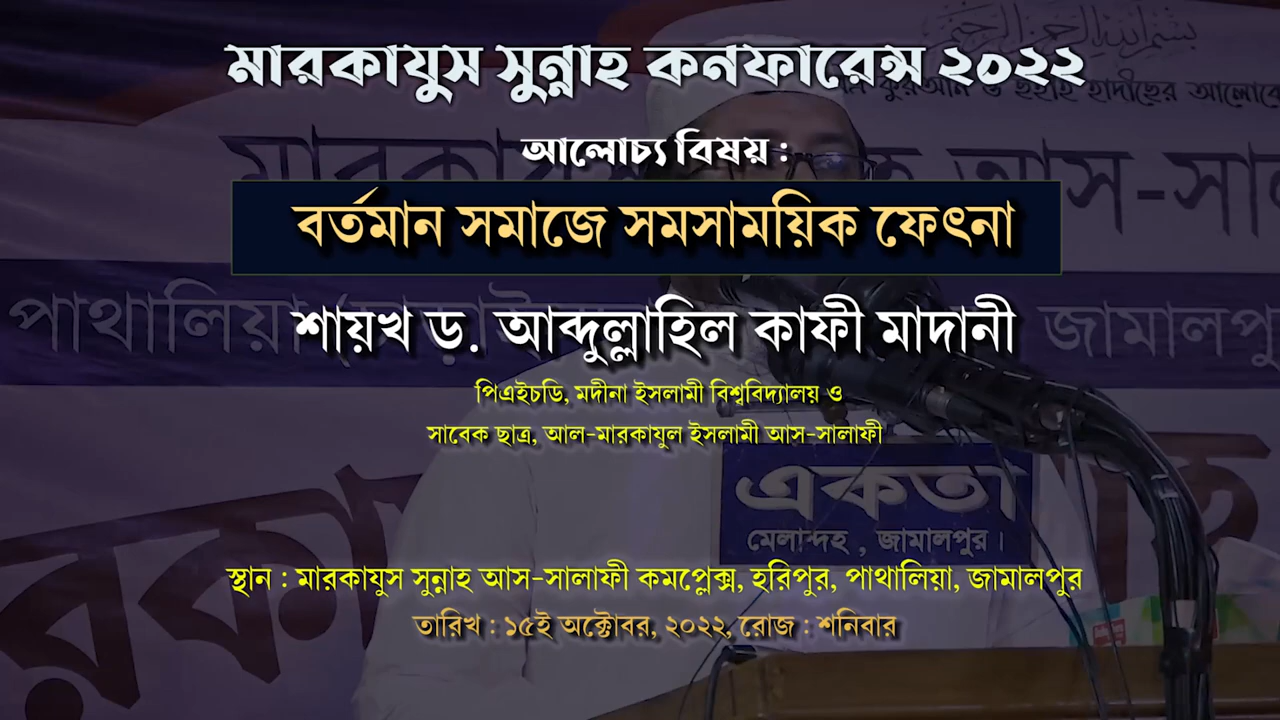 মারকাযুস সুন্নাহ কনফারেন্স ২০২২
আলোচ্য বিষয় :
বর্তমান সমাজে সমসাময়িক ফেৎনা
শায়খ ড. আব্দুল্লাহিল কাফী মাদানী
পিএইচডি, মদীনা ইসলামী বিশ্ববিদ্যালয় ও
সাবেক ছাত্র, আল-মারকাযুল ইসলামী আস-সালাফী
একতা
মেলান্দহ , জামালপুর।
স্থান : মারকাযুস সুন্নাহ আস-সালাফী কমপ্লেক্স, হরিপুর, পাথালিয়া, জামালপুর
তারিখ : ১৫ই অক্টোবর, ২০২২, রোজ : শনিবার